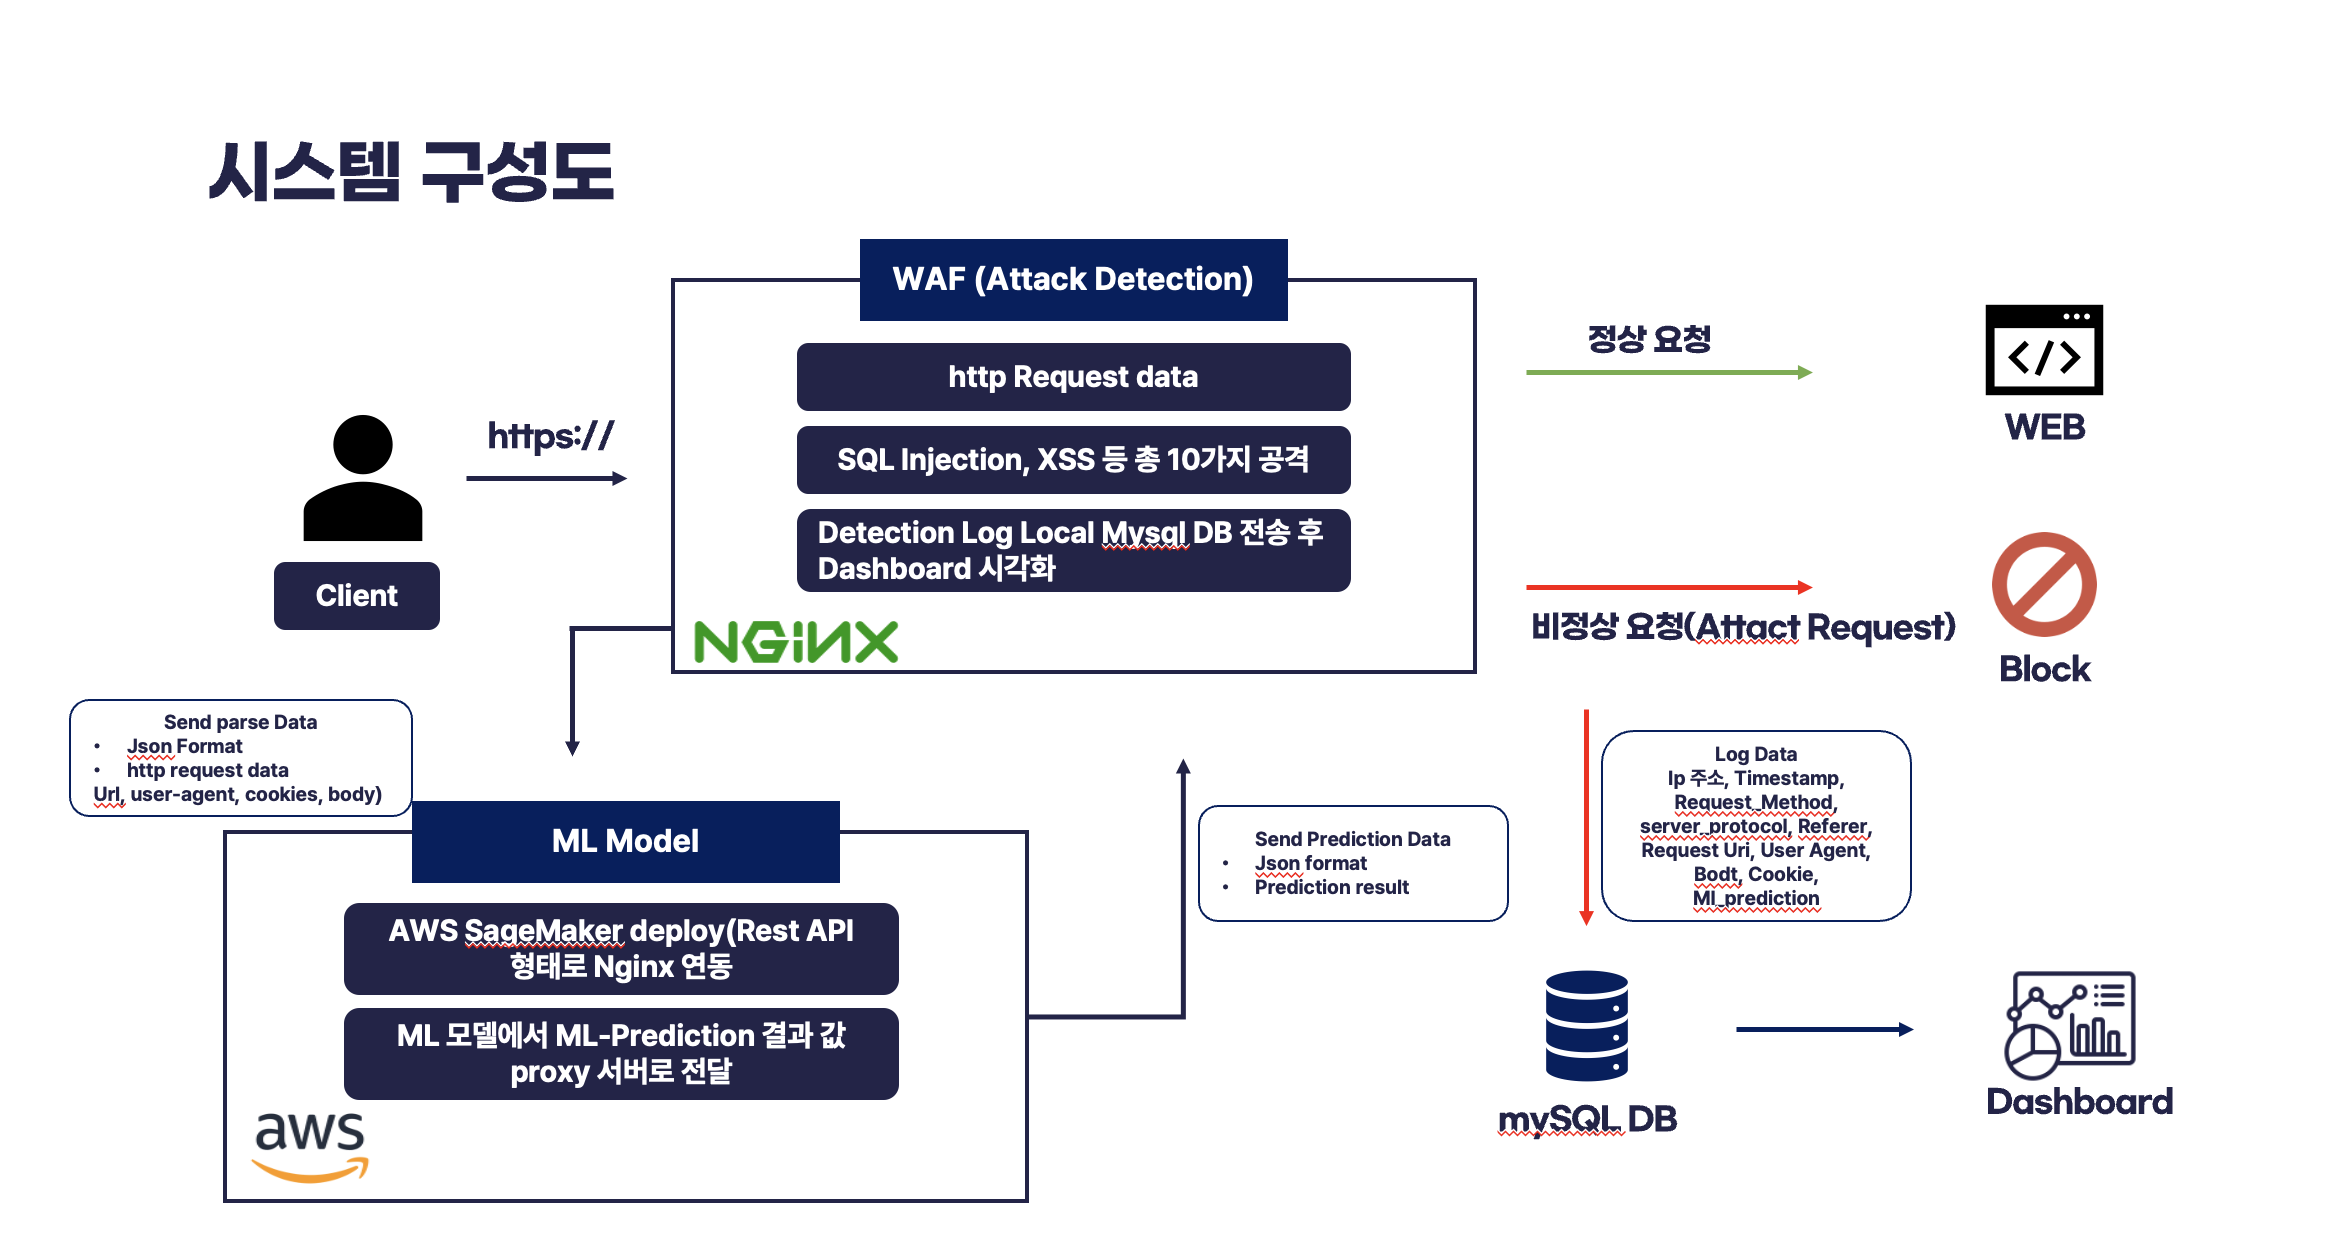 시스템 구성도
WAF (Attack Detection)
http Request data
SQL Injection, XSS 등 총 10가지 공격
Detection Log Local Mysql DB 전송 후
Dashboard 시각화
NGINX
https://
Client
정상 요청
WEB
비정상 요청(Attact Request)
Block
Send parse Data
• Json Format
• http request data
Url, user-agent, cookies, body)
ML Model
AWS SageMaker deploy(Rest API
형태로 Nginx 연동
ML 모델에서 ML-Prediction 결과 값
proxy 서버로 전달
aws
Send Prediction Data
• Json format
• Prediction result
Log Data
Ip 주소, Timestamp,
Request_Method,
server_protocol, Referer,
Request Uri, User Agent,
Bodt, Cookie,
Ml_prediction
mySQL DB
Dashboard